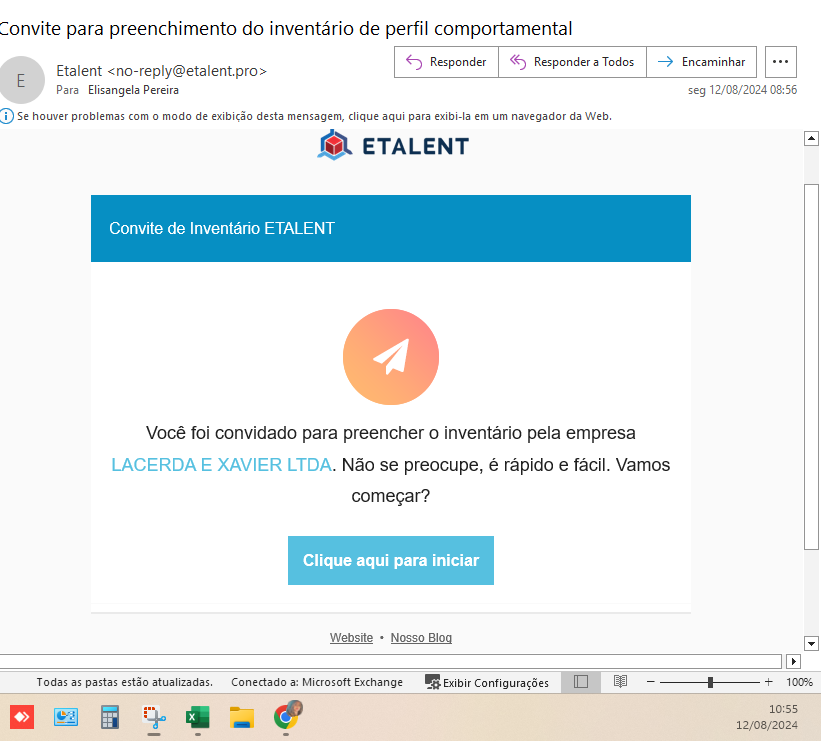 Convite para preenchimento do inventário de perfil comportamental
Responder
Responder a Todos
Encaminhar
E
Etalent <no-reply@etalent.pro>
Para Elisangela Pereira
seg 12/08/2024 08:56
Se houver problemas com o modo de exibição desta mensagem, clique aqui para exibi-la em um navegador da Web.
ETALENT
Convite de Inventário ETALENT
Você foi convidado para preencher o inventário pela empresa
LACERDA E XAVIER LTDA. Não se preocupe, é rápido e fácil. Vamos
começar?
Clique aqui para iniciar
Website • Nosso Blog
Todas as pastas estão atualizadas. Conectado a: Microsoft Exchange Exibir Configurações 100%
10:55
12/08/2024